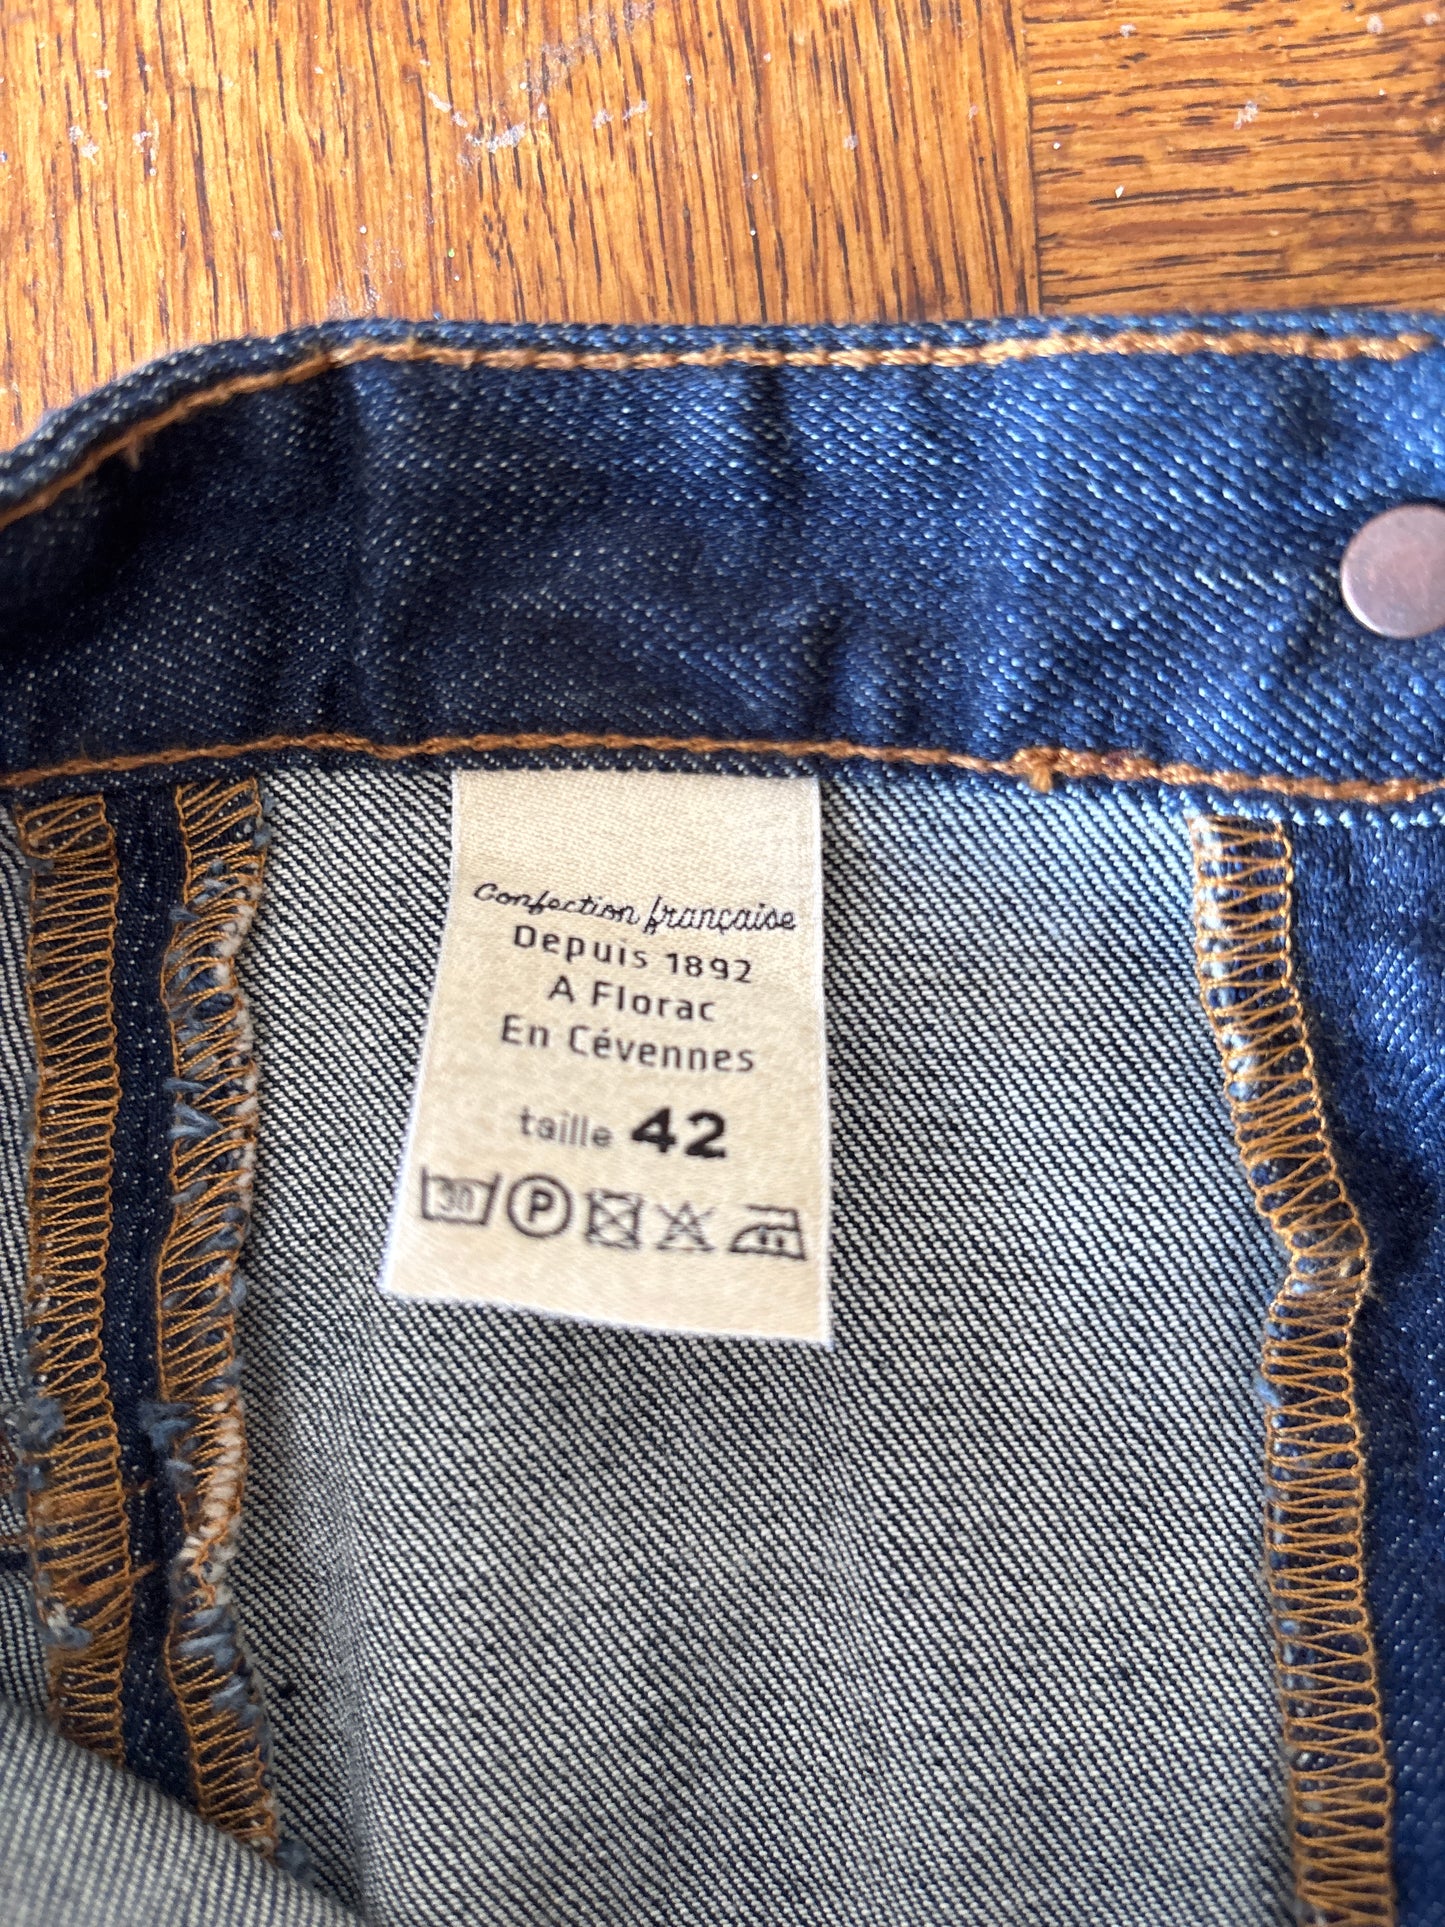 Confection française
Depuis 1892
A Florac
En Cévennes
taille 42
30 P